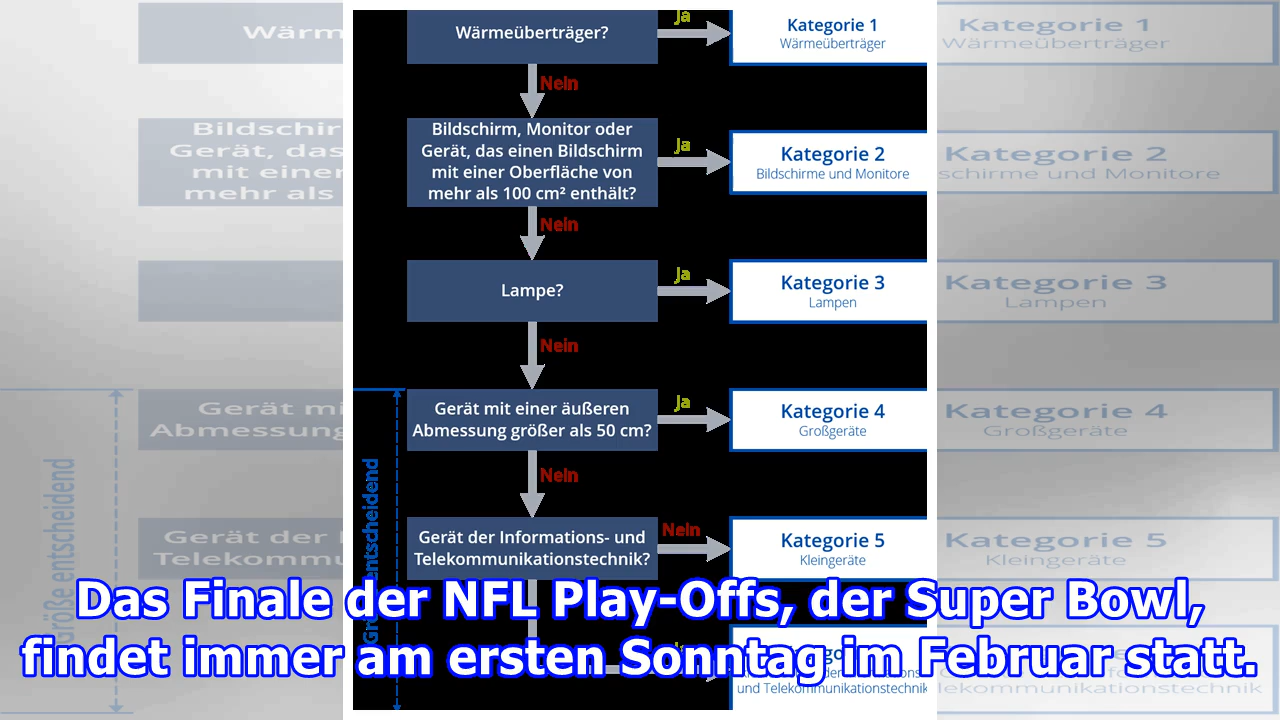 Wärmeüberträger?
Ja
Kategorie 1
Wärmeüberträger
Nein
Bildschirm, Monitor oder
Gerät, das einen Bildschirm
mit einer Oberfläche von
mehr als 100 cm² enthält?
Ja
Kategorie 2
Bildschirme und Monitore
Nein
Lampe?
Ja
Kategorie 3
Lampen
Nein
Größe entscheidend
Gerät mit einer äußeren
Abmessung größer als 50 cm?
Ja
Kategorie 4
Großgeräte
Nein
Gerät der Informations- und
Telekommunikationstechnik?
Nein
Kategorie 5
Kleingeräte
Das Finale der NFL Play-Offs, der Super Bowl,
findet immer am ersten Sonntag im Februar statt.
und Telekommunikationstechnik